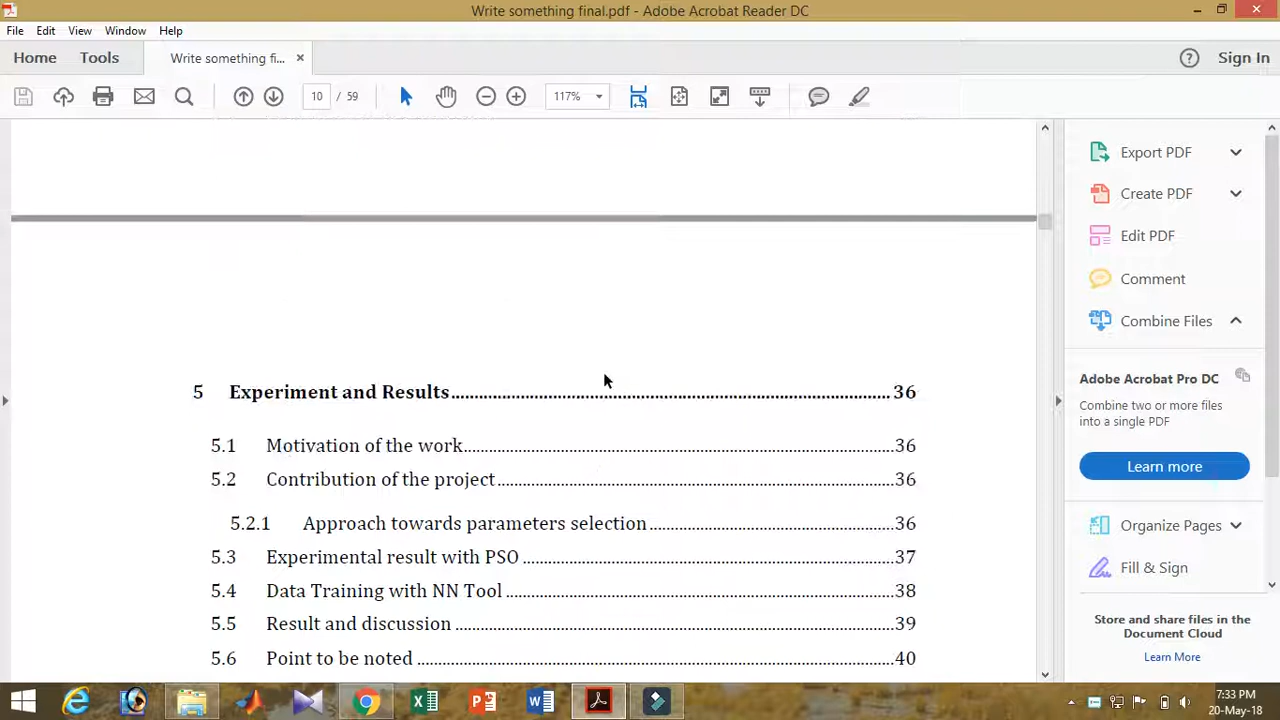 Write something final.pdf - Adobe Acrobat Reader DC
File Edit View Window Help
Home Tools Write something fi... × Sign In
10 / 59 117%
5 Experiment and Results 36
5.1 Motivation of the work 36
5.2 Contribution of the project 36
5.2.1 Approach towards parameters selection 36
5.3 Experimental result with PSO 37
5.4 Data Training with NN Tool 38
5.5 Result and discussion 39
5.6 Point to be noted 40
Export PDF
Create PDF
Edit PDF
Comment
Combine Files
Adobe Acrobat Pro DC
Combine two or more files
into a single PDF
Learn more
Organize Pages
Fill & Sign
Store and share files in the
Document Cloud
Learn More
7:33 PM
20-May-18